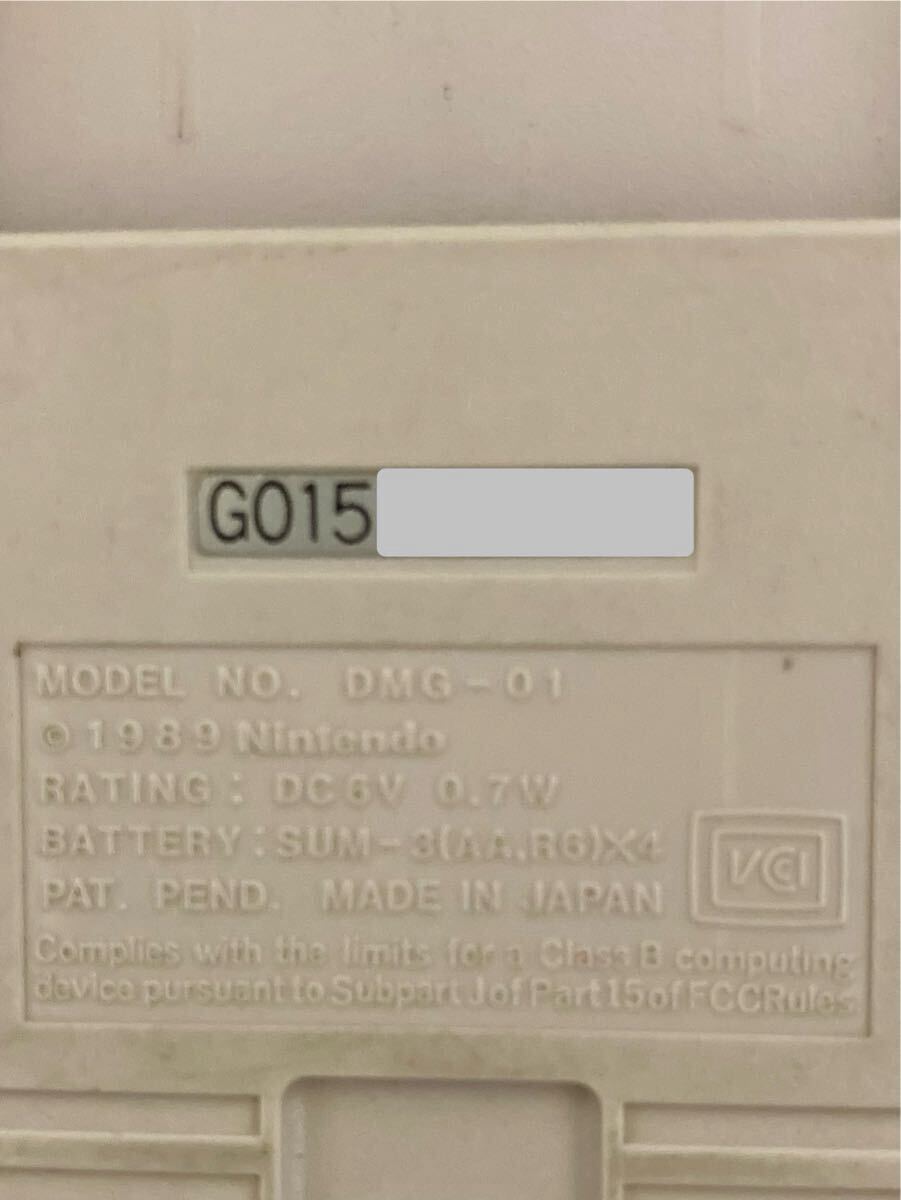 G015
MODEL NO. DMG-01
©1989 Nintendo
RATING: DC6V 0.7W
BATTERY:SUM-3(AA,R6)X4
PAT. PEND. MADE IN JAPAN
VCI
Complies with the limits for a Class B computing
device pursuant to Subpart J of Part 15 of FCC Rules